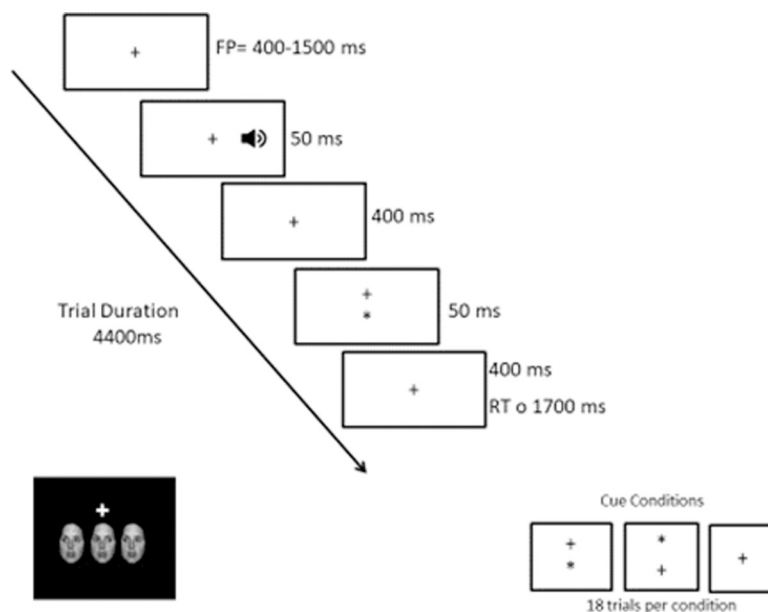 +
FP= 400-1500 ms
+
50 ms
+
400 ms
+
*
50 ms
Trial Duration
4400ms
+
400 ms
RT o 1700 ms
+
Cue Conditions
+ * +
* +
18 trials per condition